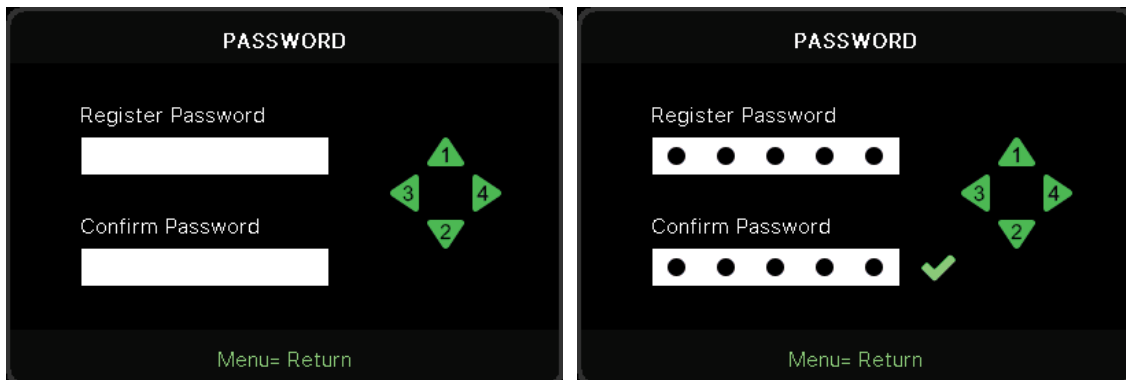 PASSWORD
Register Password
1
3
4
Confirm Password
2
Menu= Return
PASSWORD
Register Password
1
3
4
Confirm Password
2
Menu= Return